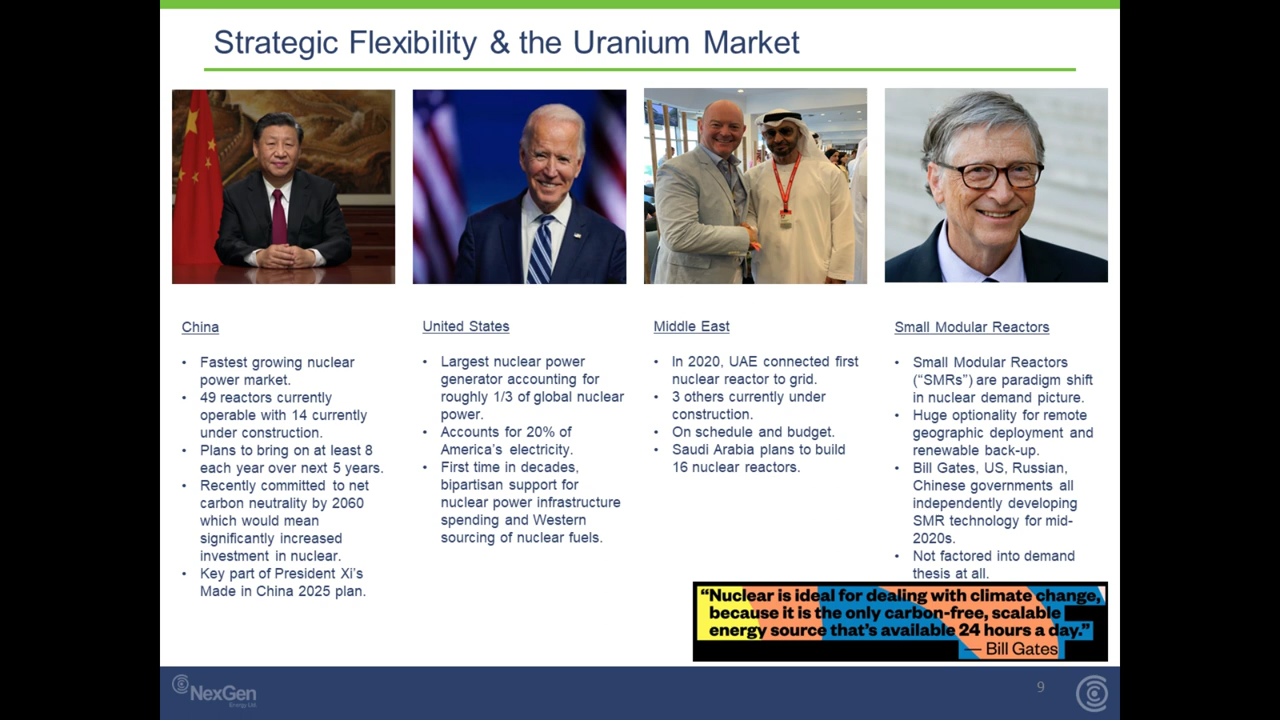 Strategic Flexibility & the Uranium Market
China
• Fastest growing nuclear
power market.
• 49 reactors currently
operable with 14 currently
under construction.
• Plans to bring on at least 8
each year over next 5 years.
• Recently committed to net
carbon neutrality by 2060
which would mean
significantly increased
investment in nuclear.
• Key part of President Xi’s
Made in China 2025 plan.
United States
• Largest nuclear power
generator accounting for
roughly 1/3 of global nuclear
power.
• Accounts for 20% of
America’s electricity.
• First time in decades,
bipartisan support for
nuclear power infrastructure
spending and Western
sourcing of nuclear fuels.
Middle East
• In 2020, UAE connected first
nuclear reactor to grid.
• 3 others currently under
construction.
• On schedule and budget.
• Saudi Arabia plans to build
16 nuclear reactors.
Small Modular Reactors
• Small Modular Reactors
(“SMRs”) are paradigm shift
in nuclear demand picture.
• Huge optionality for remote
geographic deployment and
renewable back-up.
• Bill Gates, US, Russian,
Chinese governments all
independently developing
SMR technology for mid-
2020s.
• Not factored into demand
thesis at all.
“Nuclear is ideal for dealing with climate change,
because it is the only carbon-free, scalable
energy source that’s available 24 hours a day.”
— Bill Gates
NexGen
Energy Ltd
9